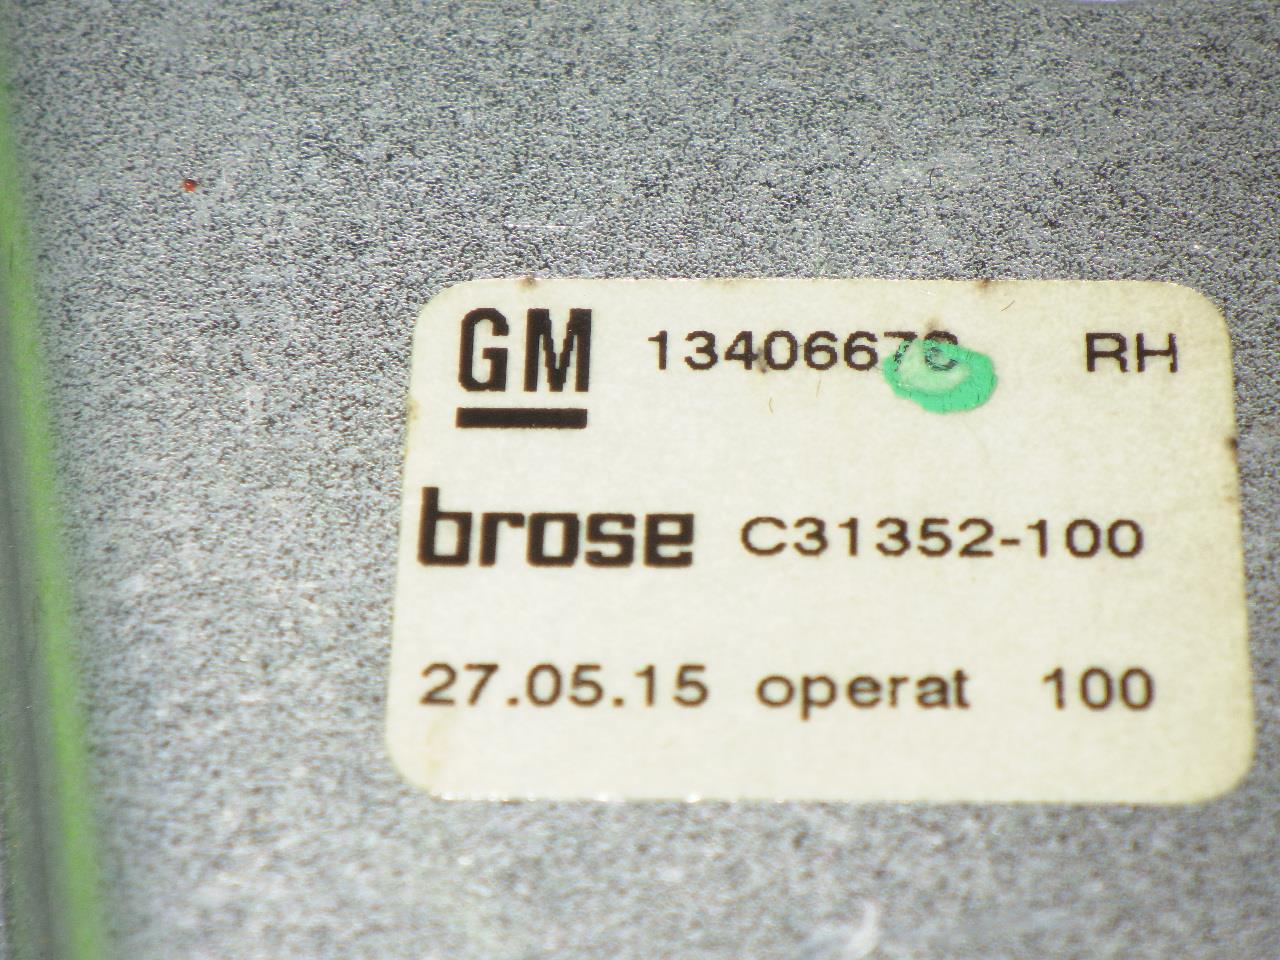 GM RH
brose C31352-100
27.05.15 operat 100